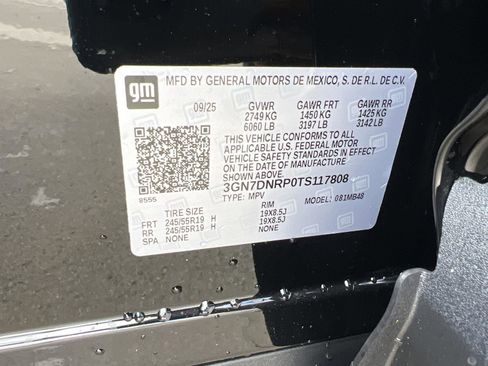 gm
MFD BY GENERAL MOTORS DE MEXICO, S. DE R.L. DE C.V.
09/25 GVWR GAWR FRT GAWR RR
2749 KG 1450 KG 1425 KG
6060 LB 3197 LB 3142 LB
THIS VEHICLE CONFORMS TO ALL
APPLICABLE U.S. FEDERAL MOTOR
VEHICLE SAFETY STANDARDS IN EFFECT
ON THE DATE OF MANUFACTURE
SHOWN ABOVE.
3GN7DNRP0TS117808
8555 TYPE: MPV MODEL: 081MB48
TIRE SIZE RIM
FRT 245/55R19 H 19X8.5J
RR 245/55R19 H 19X8.5J
SPA NONE NONE